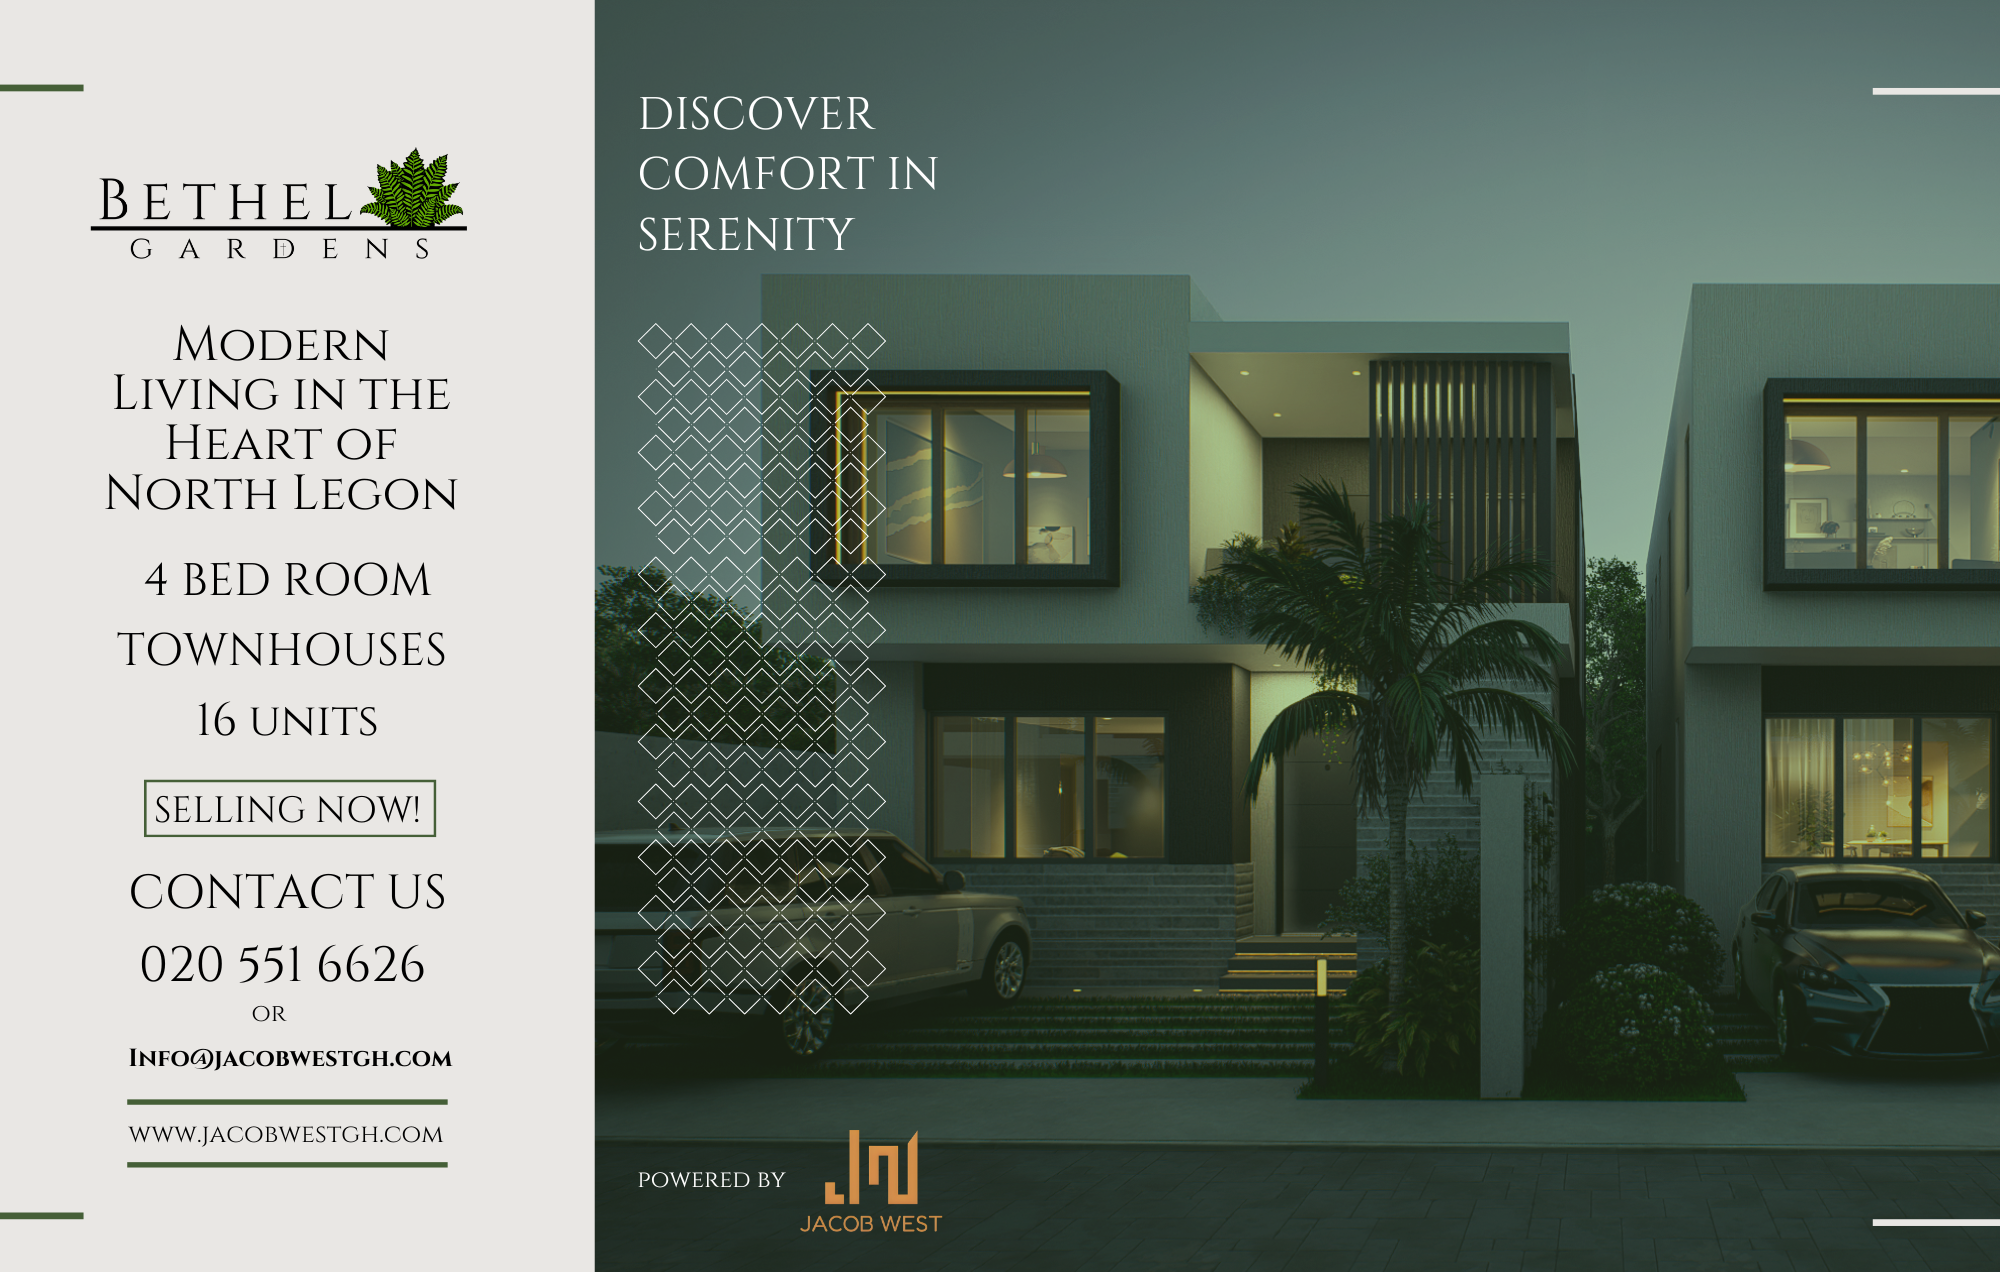 BETHEL
GARDENS
MODERN
LIVING IN THE
HEART OF
NORTH LEGON
4 BED ROOM
TOWNHOUSES
16 UNITS
SELLING NOW!
CONTACT US
020 551 6626
OR
INFO@JACOBWESTGH.COM
WWW.JACOBWESTGH.COM
DISCOVER
COMFORT IN
SERENITY
POWERED BY
JW
JACOB WEST